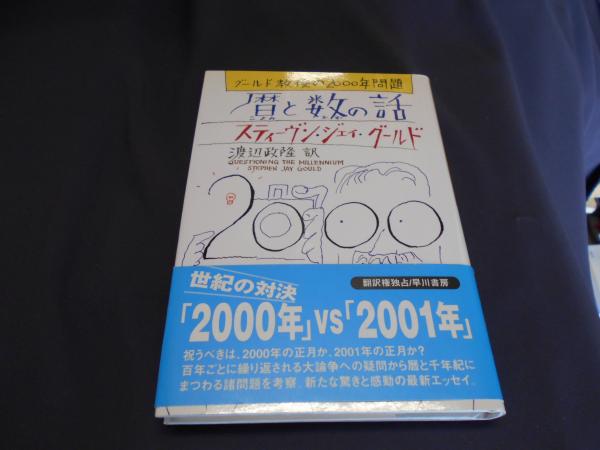 グールド教授の2000年問題
暦と数の話
こよみ かず
スティーヴン・ジェイ・グールド
渡辺政隆 訳
QUESTIONING THE MILLENNIUM
STEPHEN JAY GOULD
2000
世紀の対決
翻訳権独占/早川書房
「2000年」vs「2001年」
祝うべきは、2000年の正月か、2001年の正月か?
百年ごとに繰り返される大論争への疑問から暦と千年紀に
まつわる諸問題を考察。新たな驚きと感動の最新エッセイ。